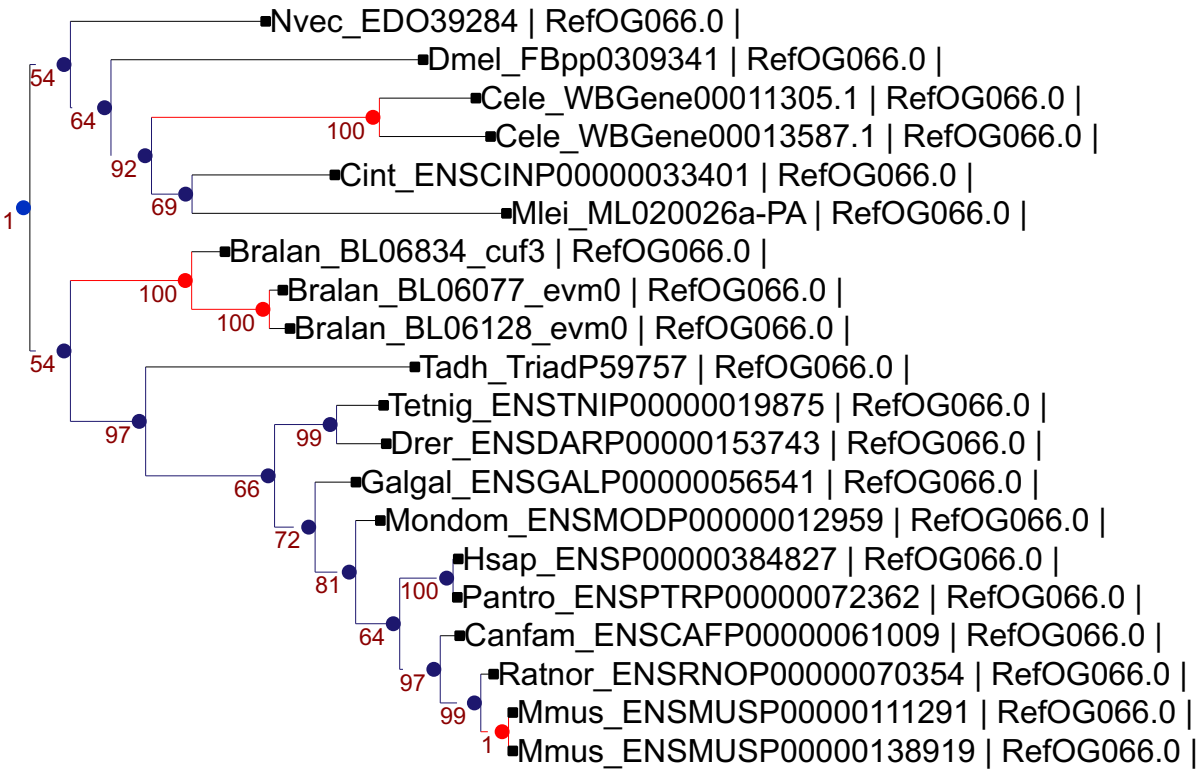 Nvec_EDO39284 | RefOG066.0 |
54
Dmel_FBpp0309341 | RefOG066.0 |
64
Cele_WBGene00011305.1 | RefOG066.0 |
100
Cele_WBGene00013587.1 | RefOG066.0 |
92
Cint_ENSCINP00000033401 | RefOG066.0 |
69
Mlei_ML020026a-PA | RefOG066.0 |
1
Bralan_BL06834_cuf3 | RefOG066.0 |
100
Bralan_BL06077_evm0 | RefOG066.0 |
100
Bralan_BL06128_evm0 | RefOG066.0 |
54
Tadh_TriadP59757 | RefOG066.0 |
97
Tetnig_ENSTNIP00000019875 | RefOG066.0 |
99
Drer_ENSDARP00000153743 | RefOG066.0 |
66
Galgal_ENSGALP00000056541 | RefOG066.0 |
72
Mondom_ENSMODP00000012959 | RefOG066.0 |
81
Hsap_ENSP00000384827 | RefOG066.0 |
100
Pantro_ENSPTRP00000072362 | RefOG066.0 |
64
Canfam_ENSCAFP00000061009 | RefOG066.0 |
97
Ratnor_ENSRNOP00000070354 | RefOG066.0 |
99
Mmus_ENSMUSP00000111291 | RefOG066.0 |
1
Mmus_ENSMUSP00000138919 | RefOG066.0 |